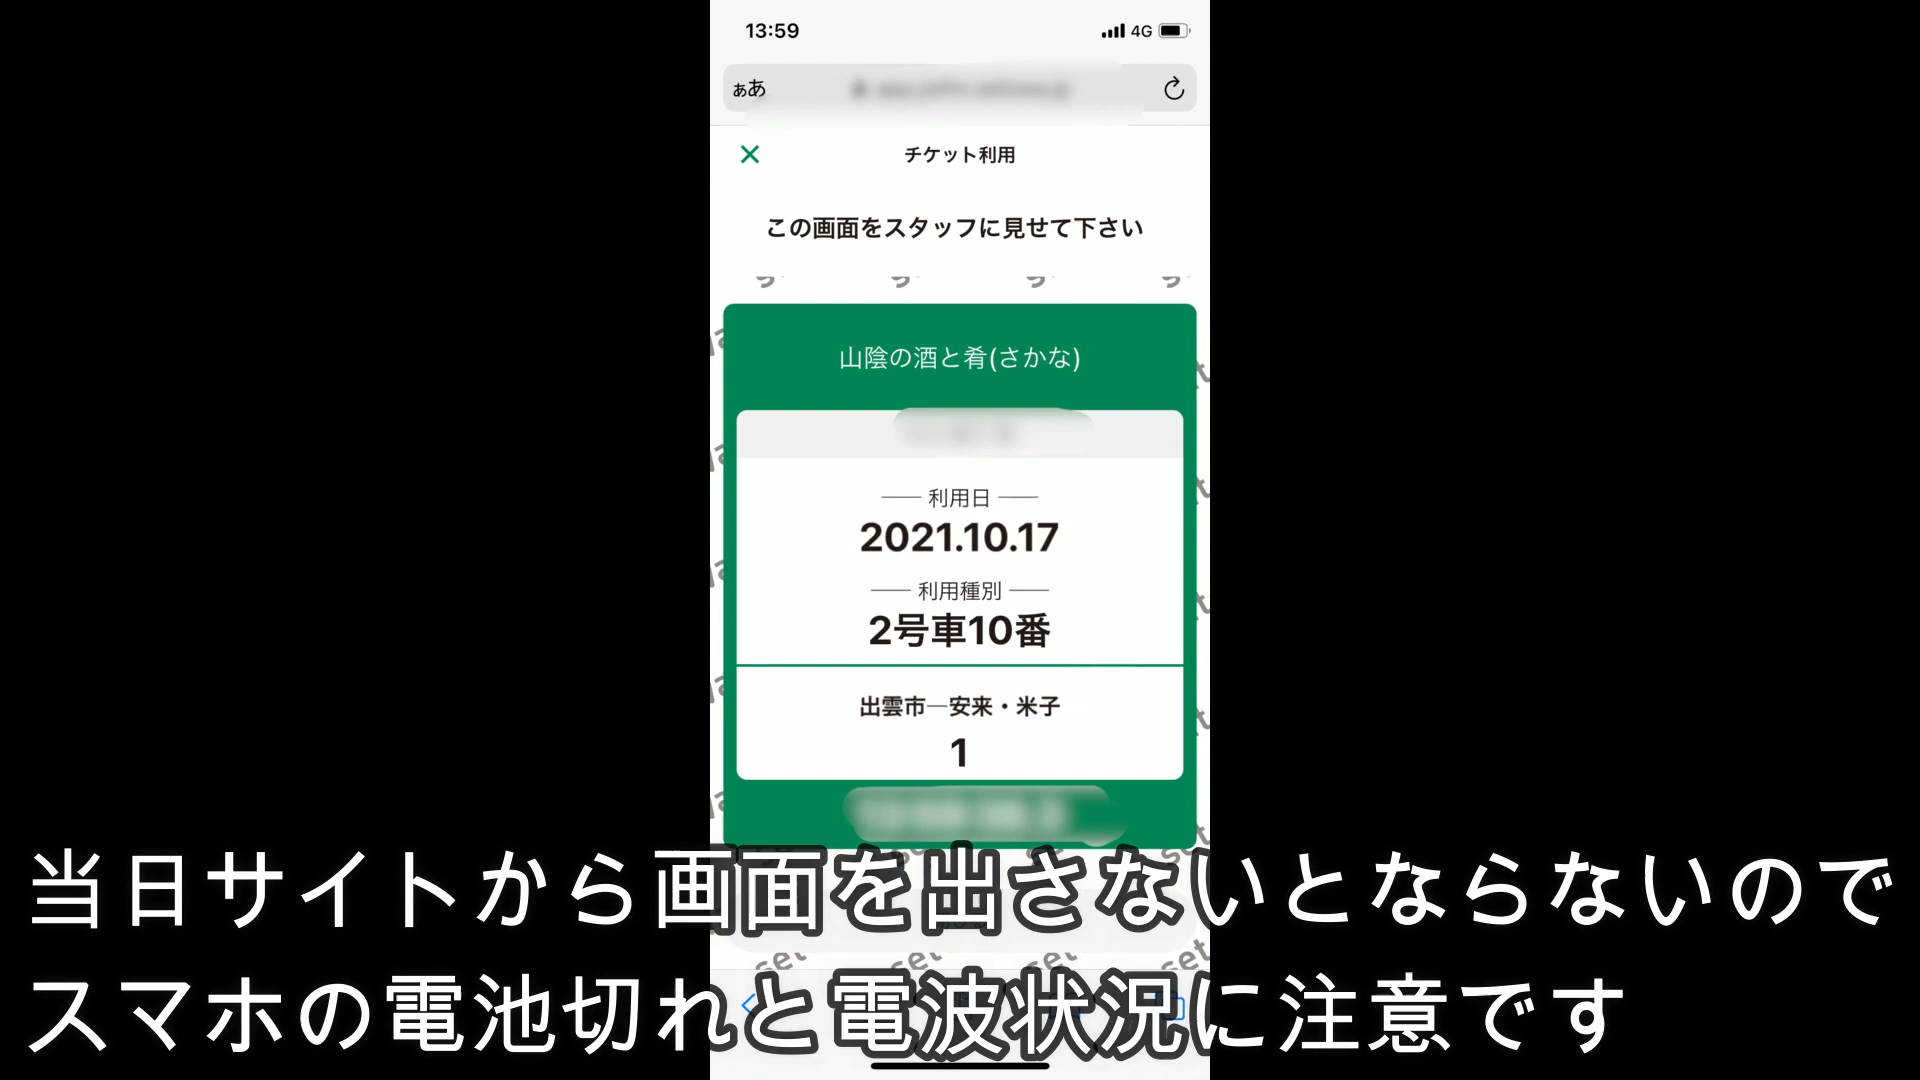 13:59
4G
ぁあ
チケット利用
この画面をスタッフに見せて下さい
山陰の酒と肴(さかな)
利用日
2021.10.17
利用種別
2号車10番
出雲市―安来・米子
1
当日サイトから画面を出さないとならないので
スマホの電池切れと電波状況に注意です